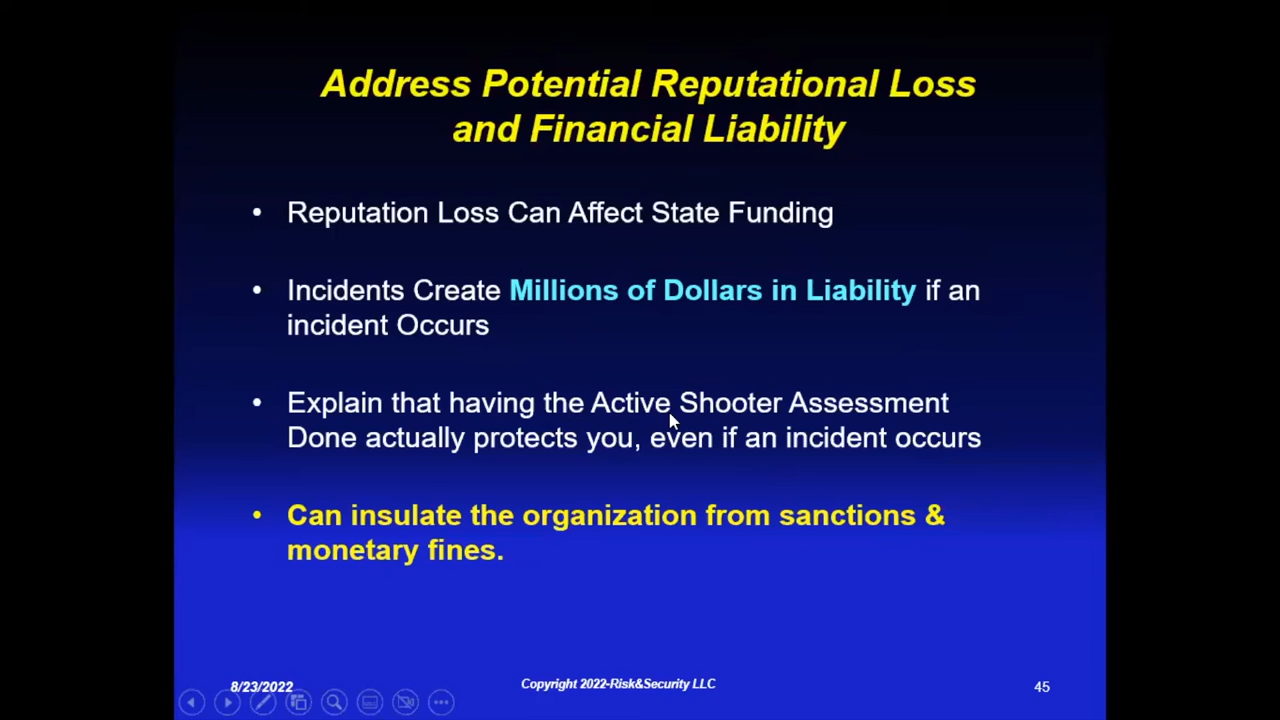 Address Potential Reputational Loss
and Financial Liability
• Reputation Loss Can Affect State Funding
• Incidents Create Millions of Dollars in Liability if an
incident Occurs
• Explain that having the Active Shooter Assessment
Done actually protects you, even if an incident occurs
• Can insulate the organization from sanctions &
monetary fines.
8/23/2022
Copyright 2022-Risk&Security LLC
45